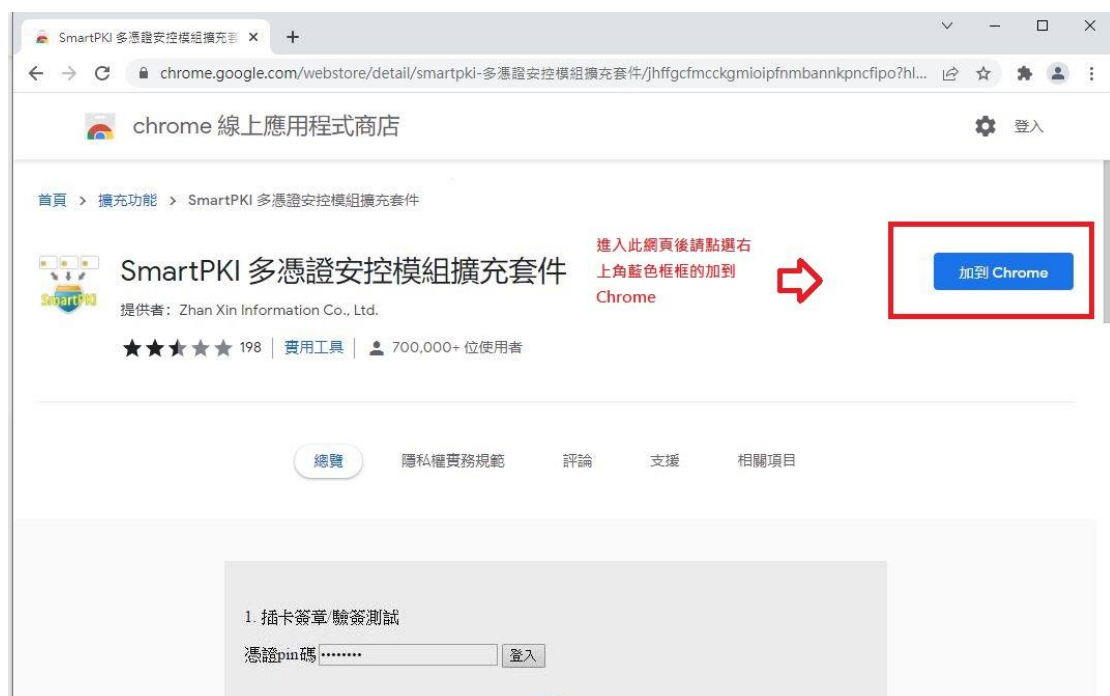 SmartPKI 多憑證安控模組擴充套
chrome.google.com/webstore/detail/smartpki-多憑證安控模組擴充套件/jhffgcfmcckgmioipfnmbannkpncfipo?hl...
chrome 線上應用程式商店
登入
首頁 > 擴充功能 > SmartPKI 多憑證安控模組擴充套件
SmartPKI 多憑證安控模組擴充套件
提供者：Zhan Xin Information Co., Ltd.
198 | 實用工具 | 700,000+ 位使用者
進入此網頁後請點選右
上角藍色框框的加到
Chrome
加到 Chrome
SmartPKI
總覽 隱私權實務規範 評論 支援 相關項目
1. 插卡簽章/驗簽測試
憑證pin碼 •••••••• 登入